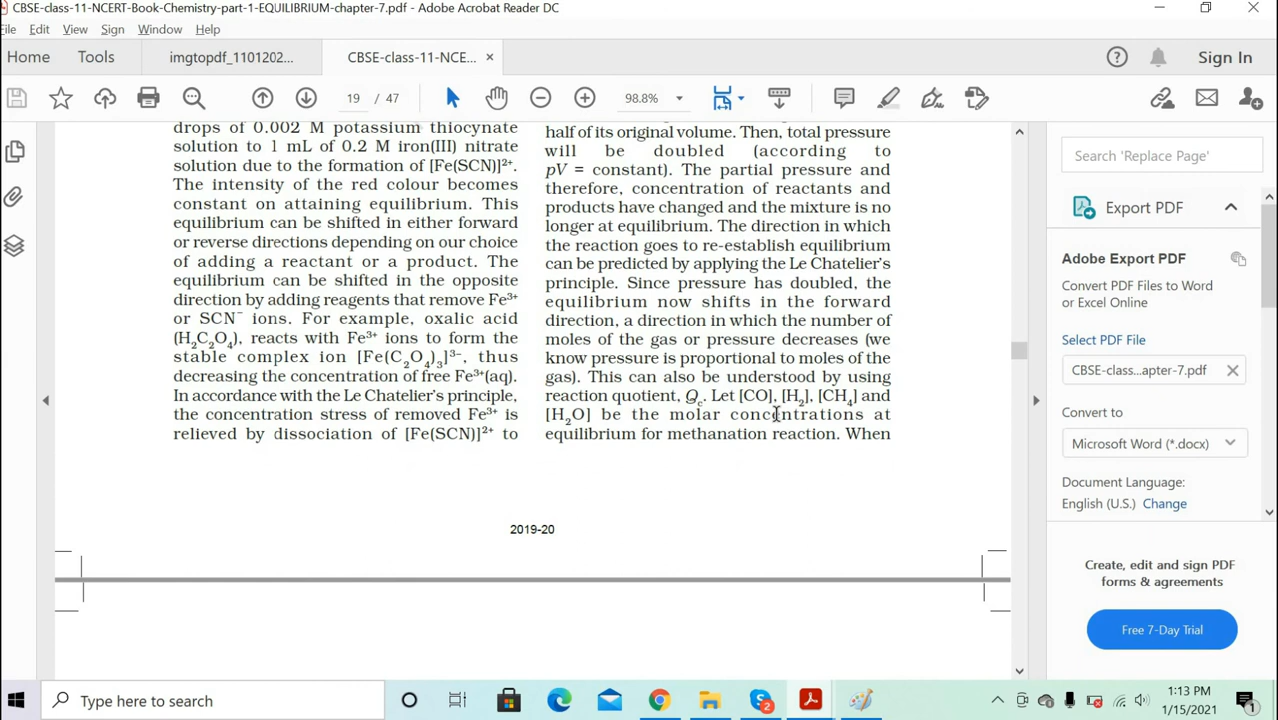 CBSE-class-11-NCERT-Book-Chemistry-part-1-EQUILIBRIUM-chapter-7.pdf - Adobe Acrobat Reader DC
File Edit View Sign Window Help
Home Tools imgtopdf_1101202... CBSE-class-11-NCE... × Sign In
19 / 47 98.8%
drops of 0.002 M potassium thiocynate
solution to 1 mL of 0.2 M iron(III) nitrate
solution due to the formation of [Fe(SCN)]²⁺.
The intensity of the red colour becomes
constant on attaining equilibrium. This
equilibrium can be shifted in either forward
or reverse directions depending on our choice
of adding a reactant or a product. The
equilibrium can be shifted in the opposite
direction by adding reagents that remove Fe³⁺
or SCN⁻ ions. For example, oxalic acid
(H₂C₂O₄), reacts with Fe³⁺ ions to form the
stable complex ion [Fe(C₂O₄)₃]³⁻, thus
decreasing the concentration of free Fe³⁺(aq).
In accordance with the Le Chatelier's principle,
the concentration stress of removed Fe³⁺ is
relieved by dissociation of [Fe(SCN)]²⁺ to
half of its original volume. Then, total pressure
will be doubled (according to
pV = constant). The partial pressure and
therefore, concentration of reactants and
products have changed and the mixture is no
longer at equilibrium. The direction in which
the reaction goes to re-establish equilibrium
can be predicted by applying the Le Chatelier's
principle. Since pressure has doubled, the
equilibrium now shifts in the forward
direction, a direction in which the number of
moles of the gas or pressure decreases (we
know pressure is proportional to moles of the
gas). This can also be understood by using
reaction quotient, Qc. Let [CO], [H₂], [CH₄] and
[H₂O] be the molar concentrations at
equilibrium for methanation reaction. When
2019-20
Search 'Replace Page'
Export PDF
Adobe Export PDF
Convert PDF Files to Word
or Excel Online
Select PDF File
CBSE-class...apter-7.pdf
Convert to
Microsoft Word (*.docx)
Document Language:
English (U.S.) Change
Create, edit and sign PDF
forms & agreements
Free 7-Day Trial
Type here to search
2
1:13 PM
1/15/2021
1